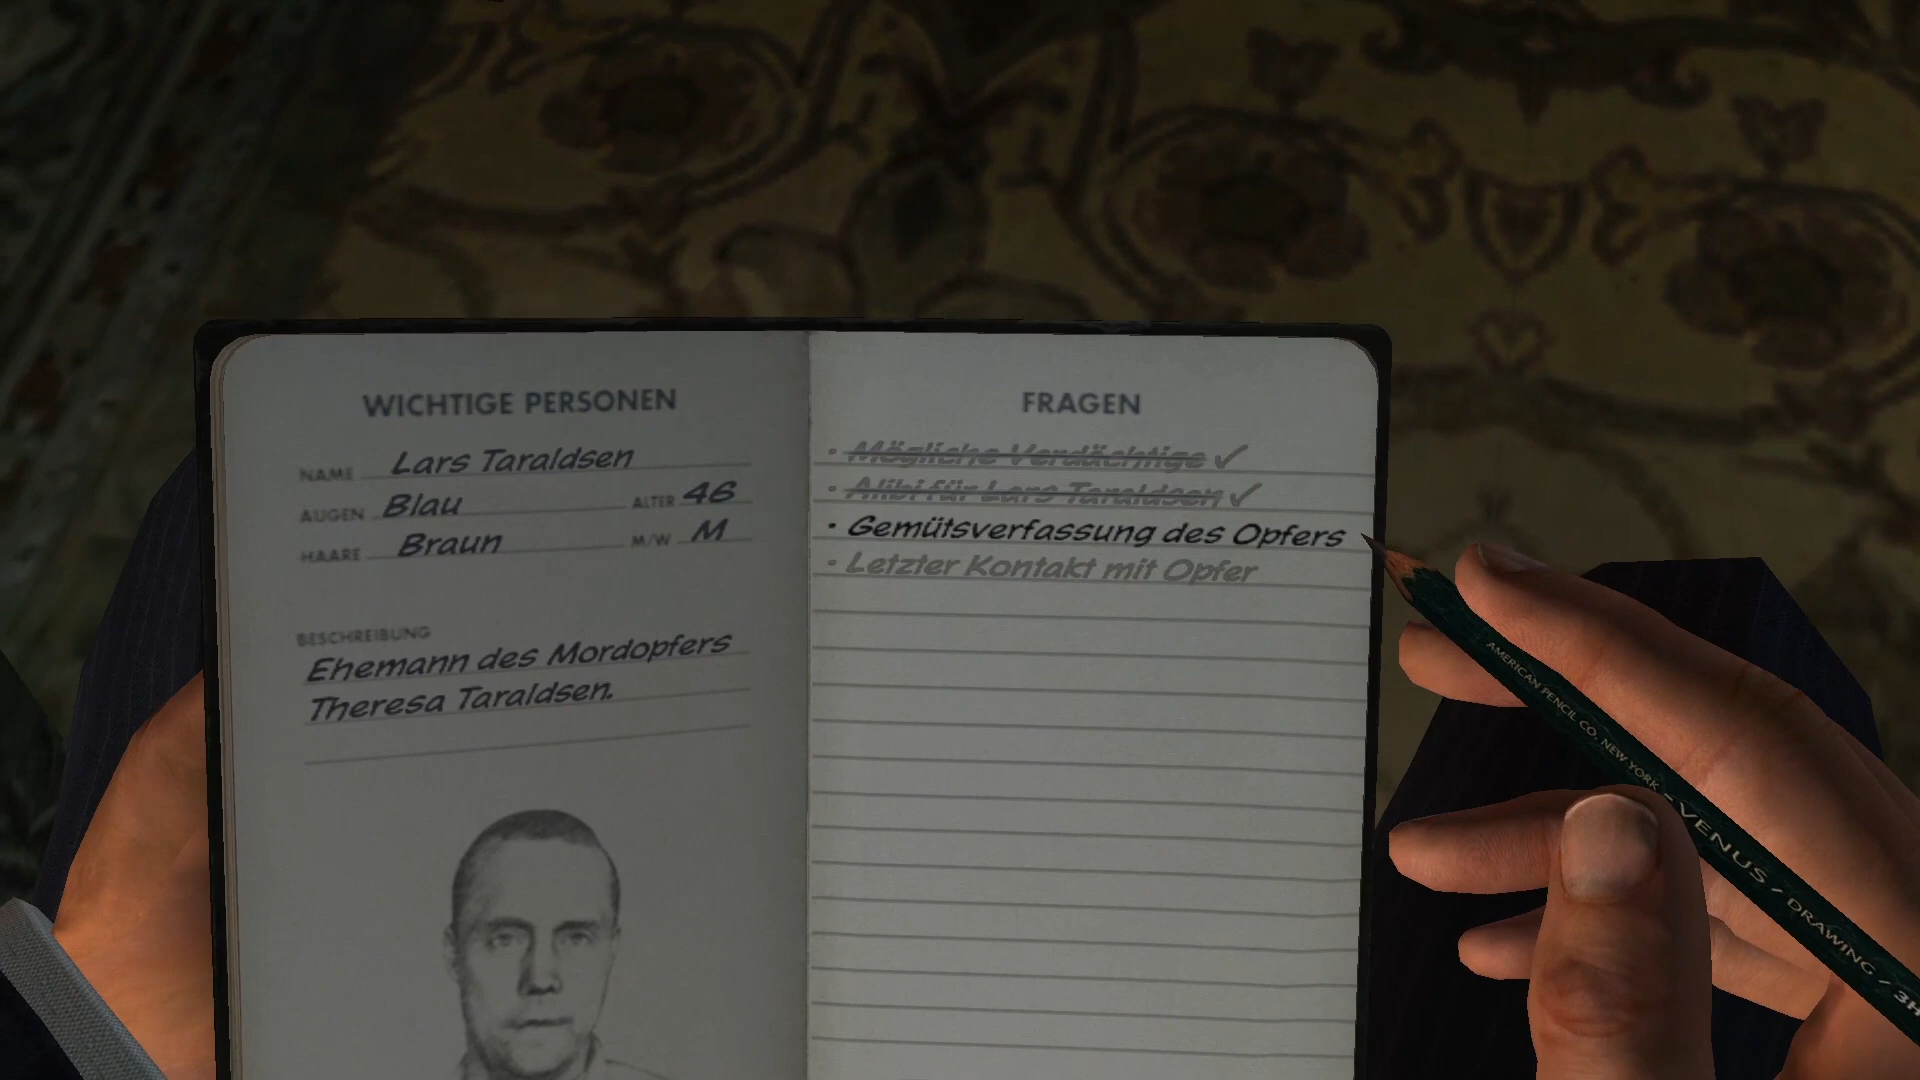 WICHTIGE PERSONEN
NAME Lars Taraldsen
AUGEN Blau ALTER 46
HAARE Braun M/W M
BESCHREIBUNG
Ehemann des Mordopfers
Theresa Taraldsen.
FRAGEN
· Mögliche Verdächtige ✓
· Alibi für Lars Taraldsen ✓
· Gemütsverfassung des Opfers
· Letzter Kontakt mit Opfer
AMERICAN PENCIL CO. NEW YORK - VENUS / DRAWING / 3H